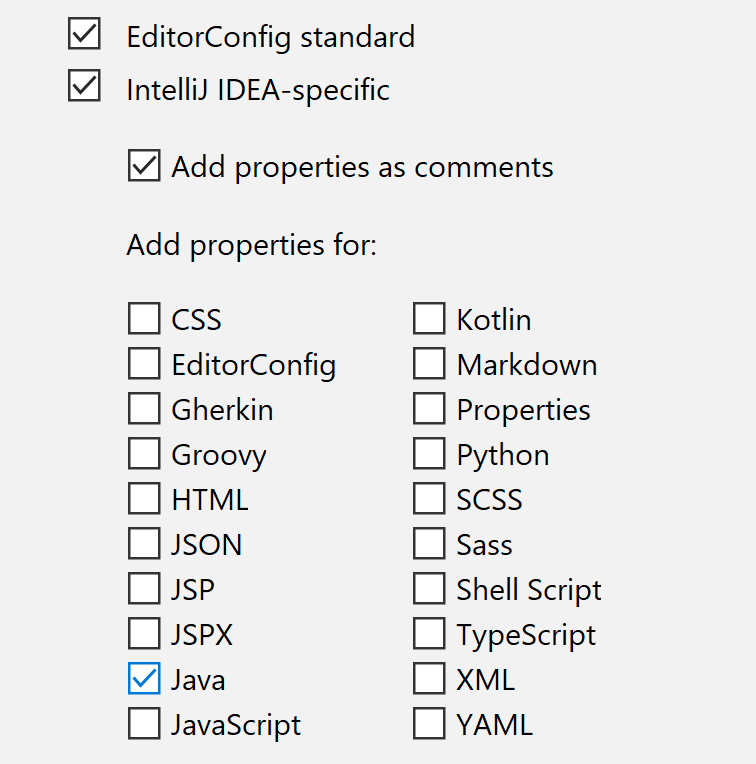 EditorConfig standard
IntelliJ IDEA-specific
Add properties as comments
Add properties for:
CSS
EditorConfig
Gherkin
Groovy
HTML
JSON
JSP
JSPX
Java
JavaScript
Kotlin
Markdown
Properties
Python
SCSS
Sass
Shell Script
TypeScript
XML
YAML